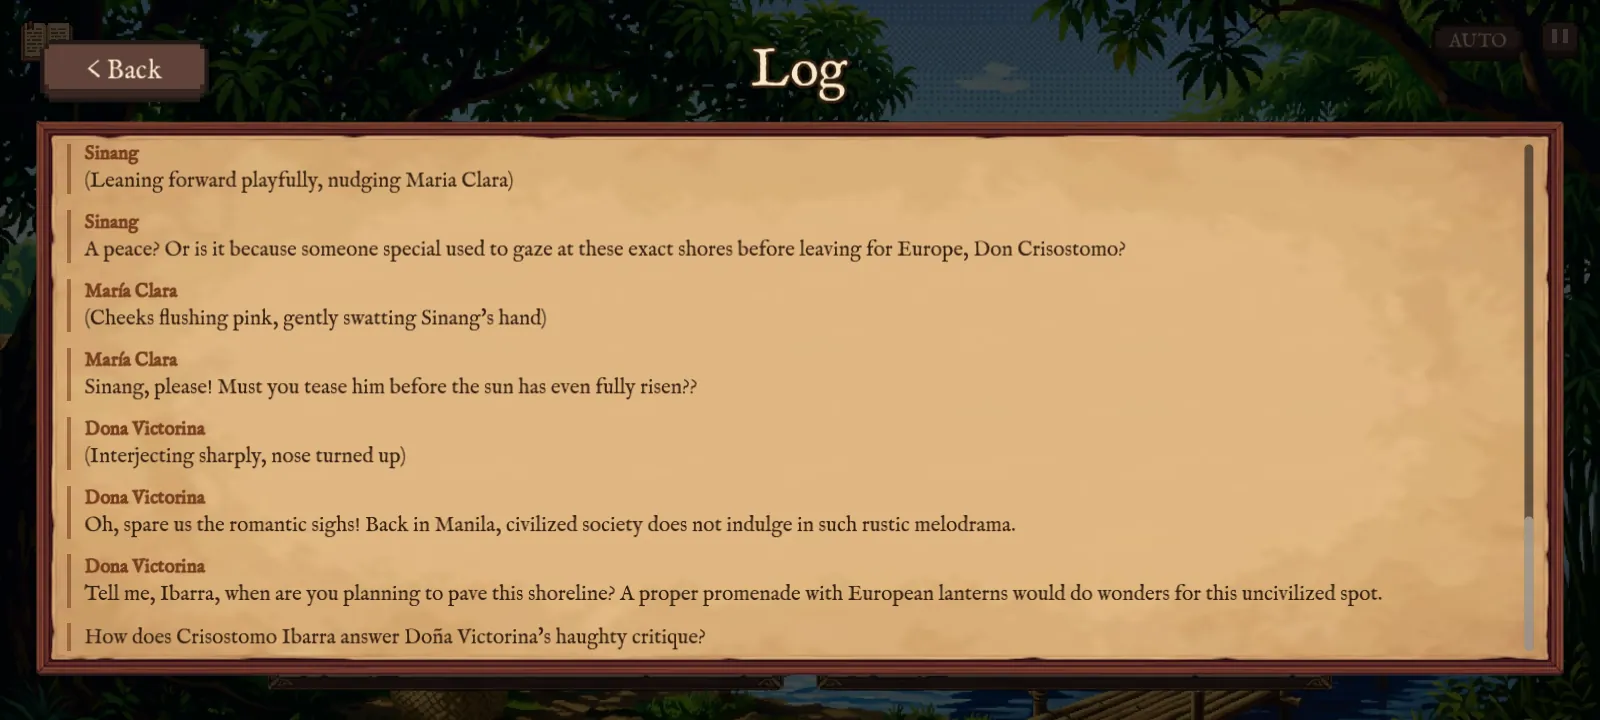 < Back
Log
AUTO
Sinang
(Leaning forward playfully, nudging Maria Clara)
Sinang
A peace? Or is it because someone special used to gaze at these exact shores before leaving for Europe, Don Crisostomo?
María Clara
(Cheeks flushing pink, gently swatting Sinang's hand)
María Clara
Sinang, please! Must you tease him before the sun has even fully risen??
Dona Victorina
(Interjecting sharply, nose turned up)
Dona Victorina
Oh, spare us the romantic sighs! Back in Manila, civilized society does not indulge in such rustic melodrama.
Dona Victorina
Tell me, Ibarra, when are you planning to pave this shoreline? A proper promenade with European lanterns would do wonders for this uncivilized spot.
How does Crisostomo Ibarra answer Doña Victorina's haughty critique?